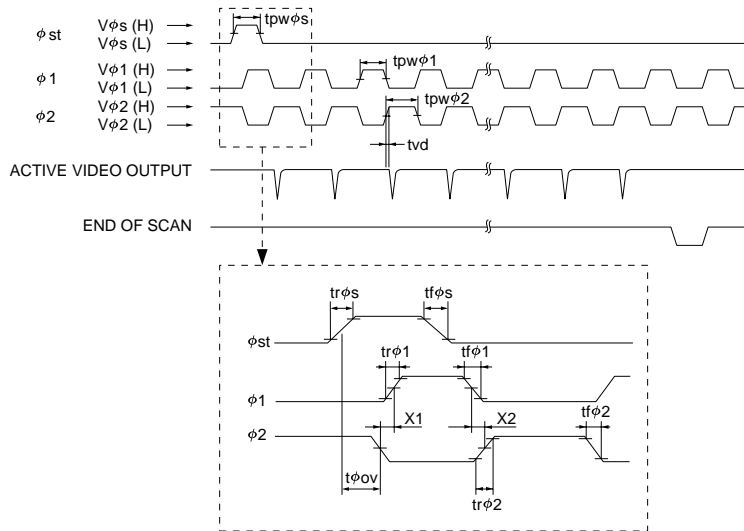 tpwϕs
ϕst
Vϕs (H)
Vϕs (L)
ϕ1
Vϕ1 (H)
Vϕ1 (L)
tpwϕ1
ϕ2
Vϕ2 (H)
Vϕ2 (L)
tpwϕ2
tvd
ACTIVE VIDEO OUTPUT
END OF SCAN
trϕs
tfϕs
ϕst
trϕ1
tfϕ1
ϕ1
X1
X2
tfϕ2
ϕ2
tϕov
trϕ2